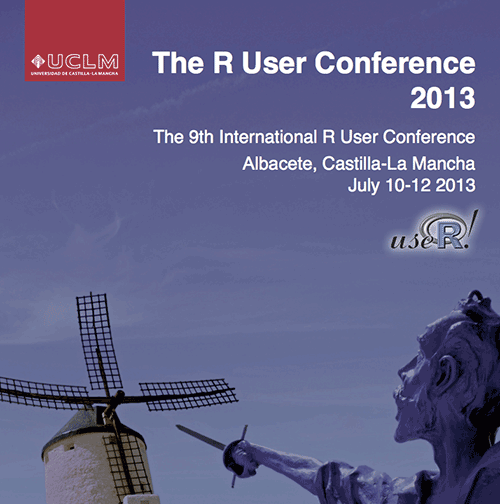 UCLM
UNIVERSIDAD DE CASTILLA-LA MANCHA
The R User Conference
2013
The 9th International R User Conference
Albacete, Castilla-La Mancha
July 10-12 2013
useR!